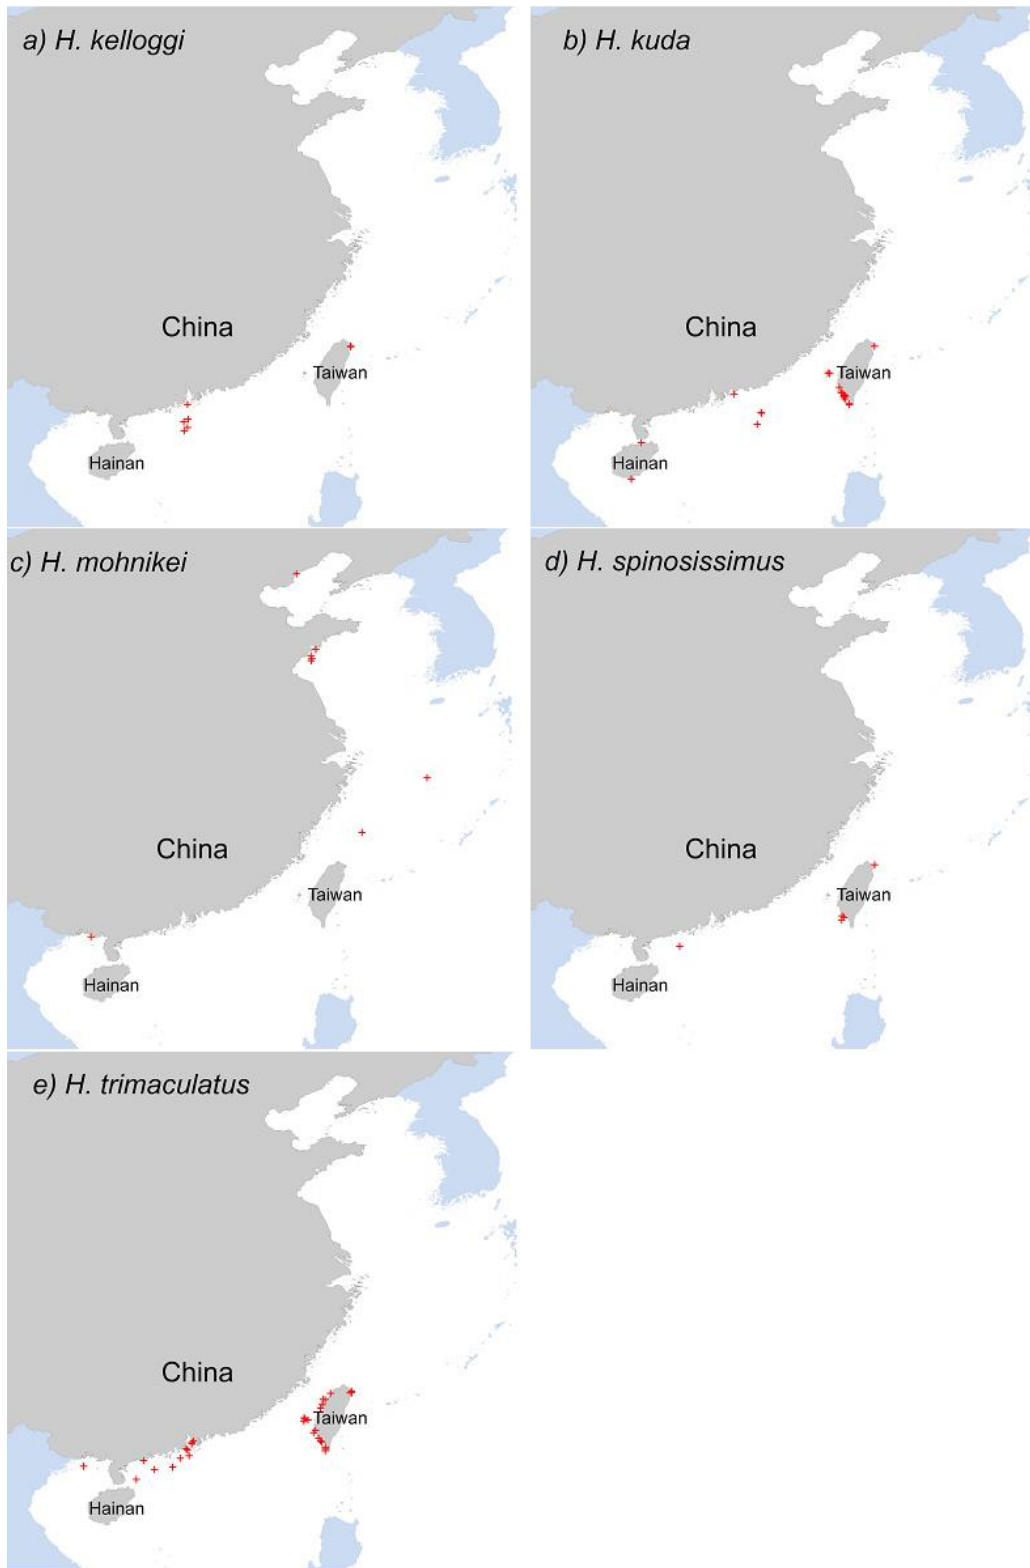 a) H. kelloggi
China
Taiwan
Hainan
b) H. kuda
China
Taiwan
Hainan
c) H. mohnikei
China
Taiwan
Hainan
d) H. spinosissimus
China
Taiwan
Hainan
e) H. trimaculatus
China
Taiwan
Hainan